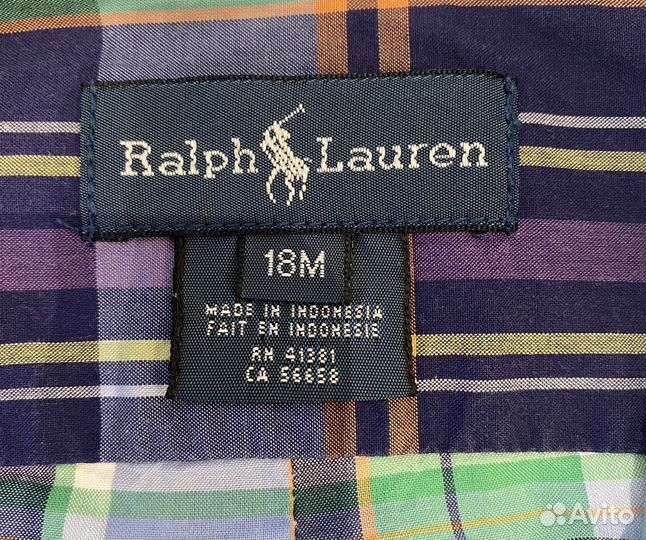 Ralph Lauren
18M
MADE IN INDONESIA
FAIT EN INDONESIE
RN 41381
CA 56658
Avito